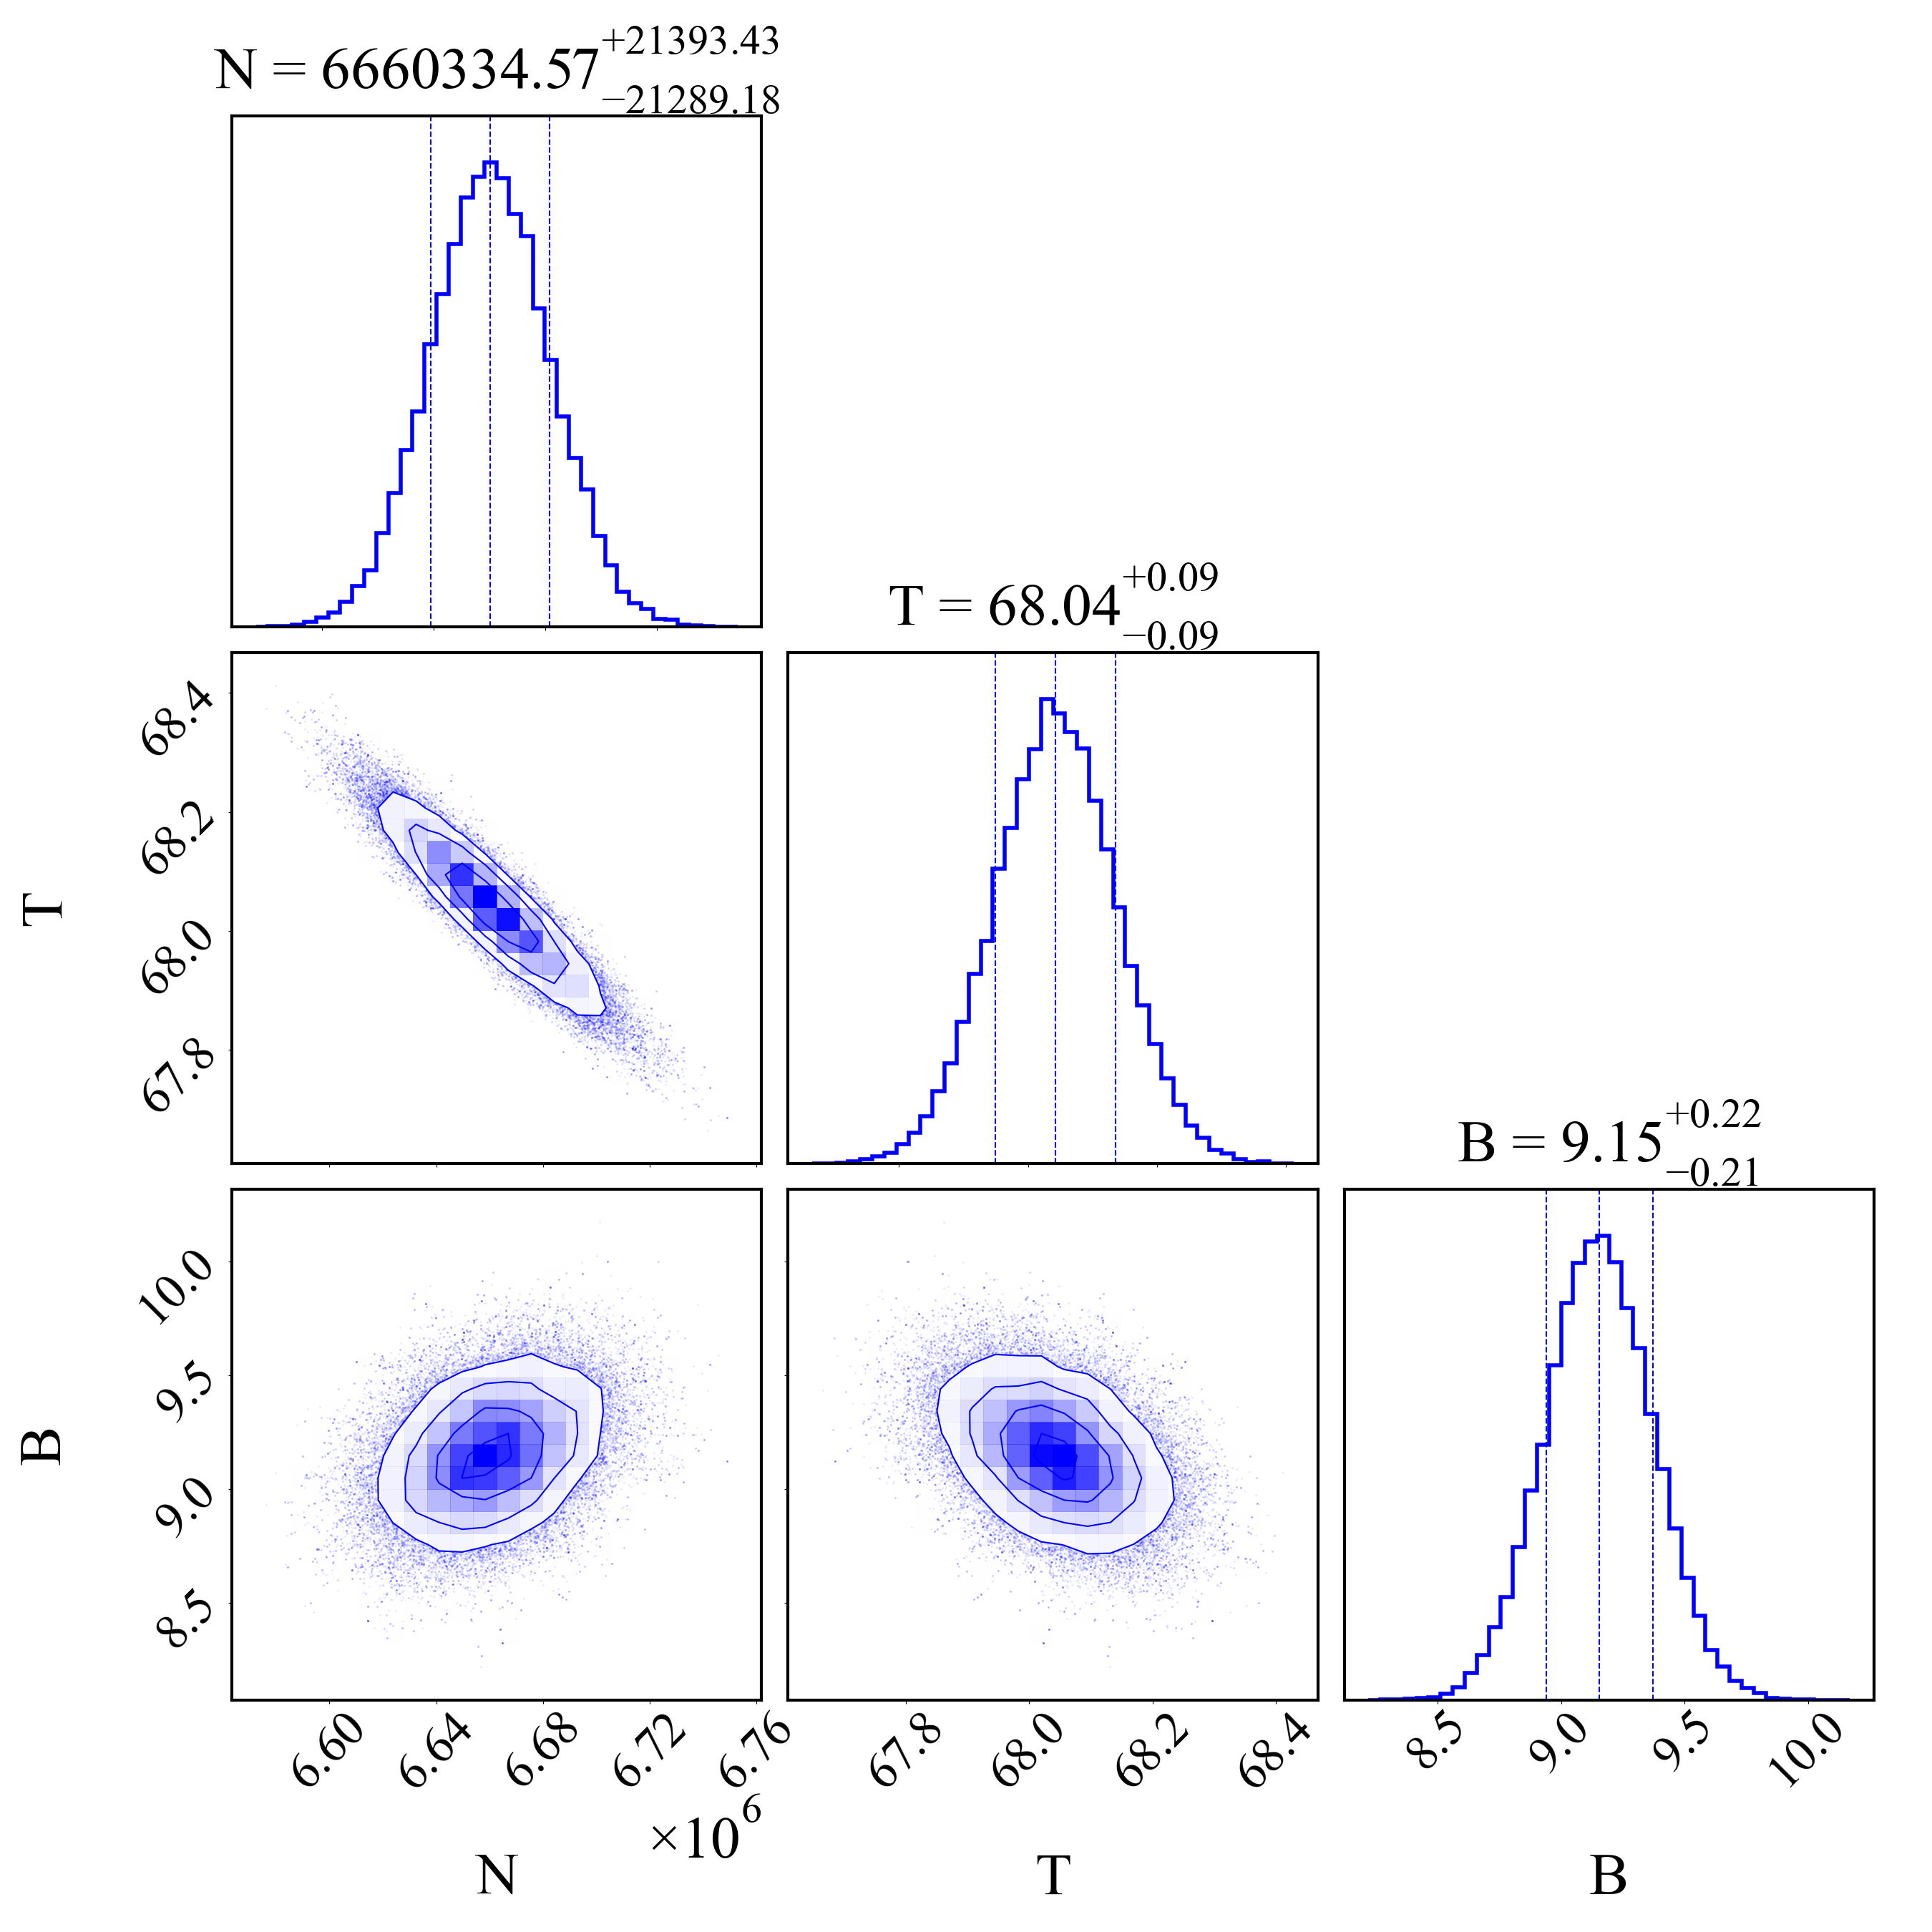 N = 6660334.57 +21393.43 −21289.18
T = 68.04 +0.09 −0.09
68.4
68.2
68.0
67.8
T
B = 9.15 +0.22 −0.21
10.0
9.5
9.0
8.5
B
6.60 6.64 6.68 6.72 6.76
67.8 68.0 68.2 68.4
8.5 9.0 9.5 10.0
×10⁶
N
T
B